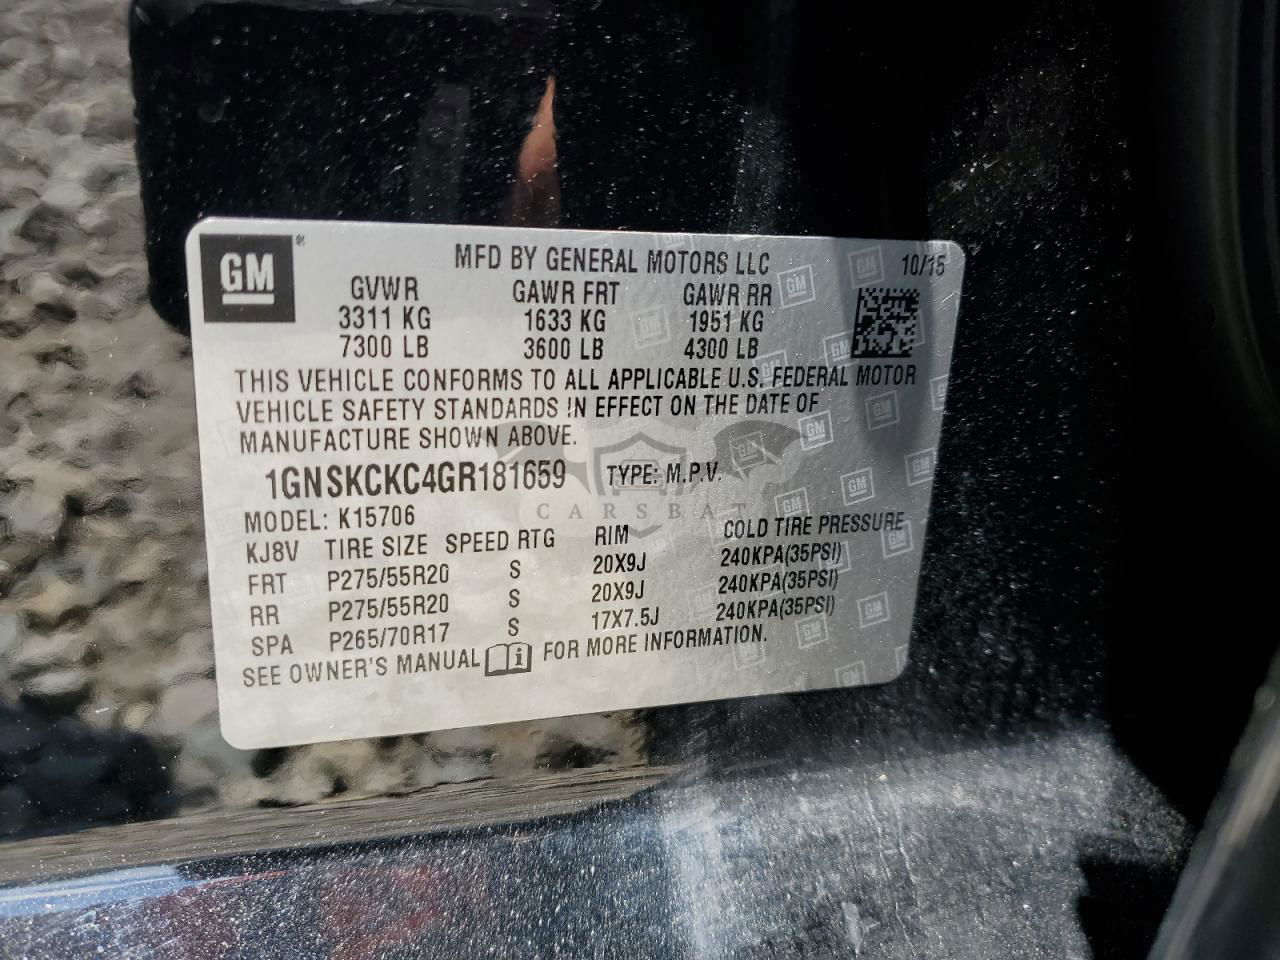 GM ®
MFD BY GENERAL MOTORS LLC 10/15
GVWR GAWR FRT GAWR RR
3311 KG 1633 KG 1951 KG
7300 LB 3600 LB 4300 LB
THIS VEHICLE CONFORMS TO ALL APPLICABLE U.S. FEDERAL MOTOR
VEHICLE SAFETY STANDARDS IN EFFECT ON THE DATE OF
MANUFACTURE SHOWN ABOVE.
1GNSKCKC4GR181659 TYPE: M.P.V.
CARSBAT
MODEL: K15706
KJ8V TIRE SIZE SPEED RTG RIM COLD TIRE PRESSURE
FRT P275/55R20 S 20X9J 240KPA(35PSI)
RR P275/55R20 S 20X9J 240KPA(35PSI)
SPA P265/70R17 S 17X7.5J 240KPA(35PSI)
SEE OWNER'S MANUAL i FOR MORE INFORMATION.